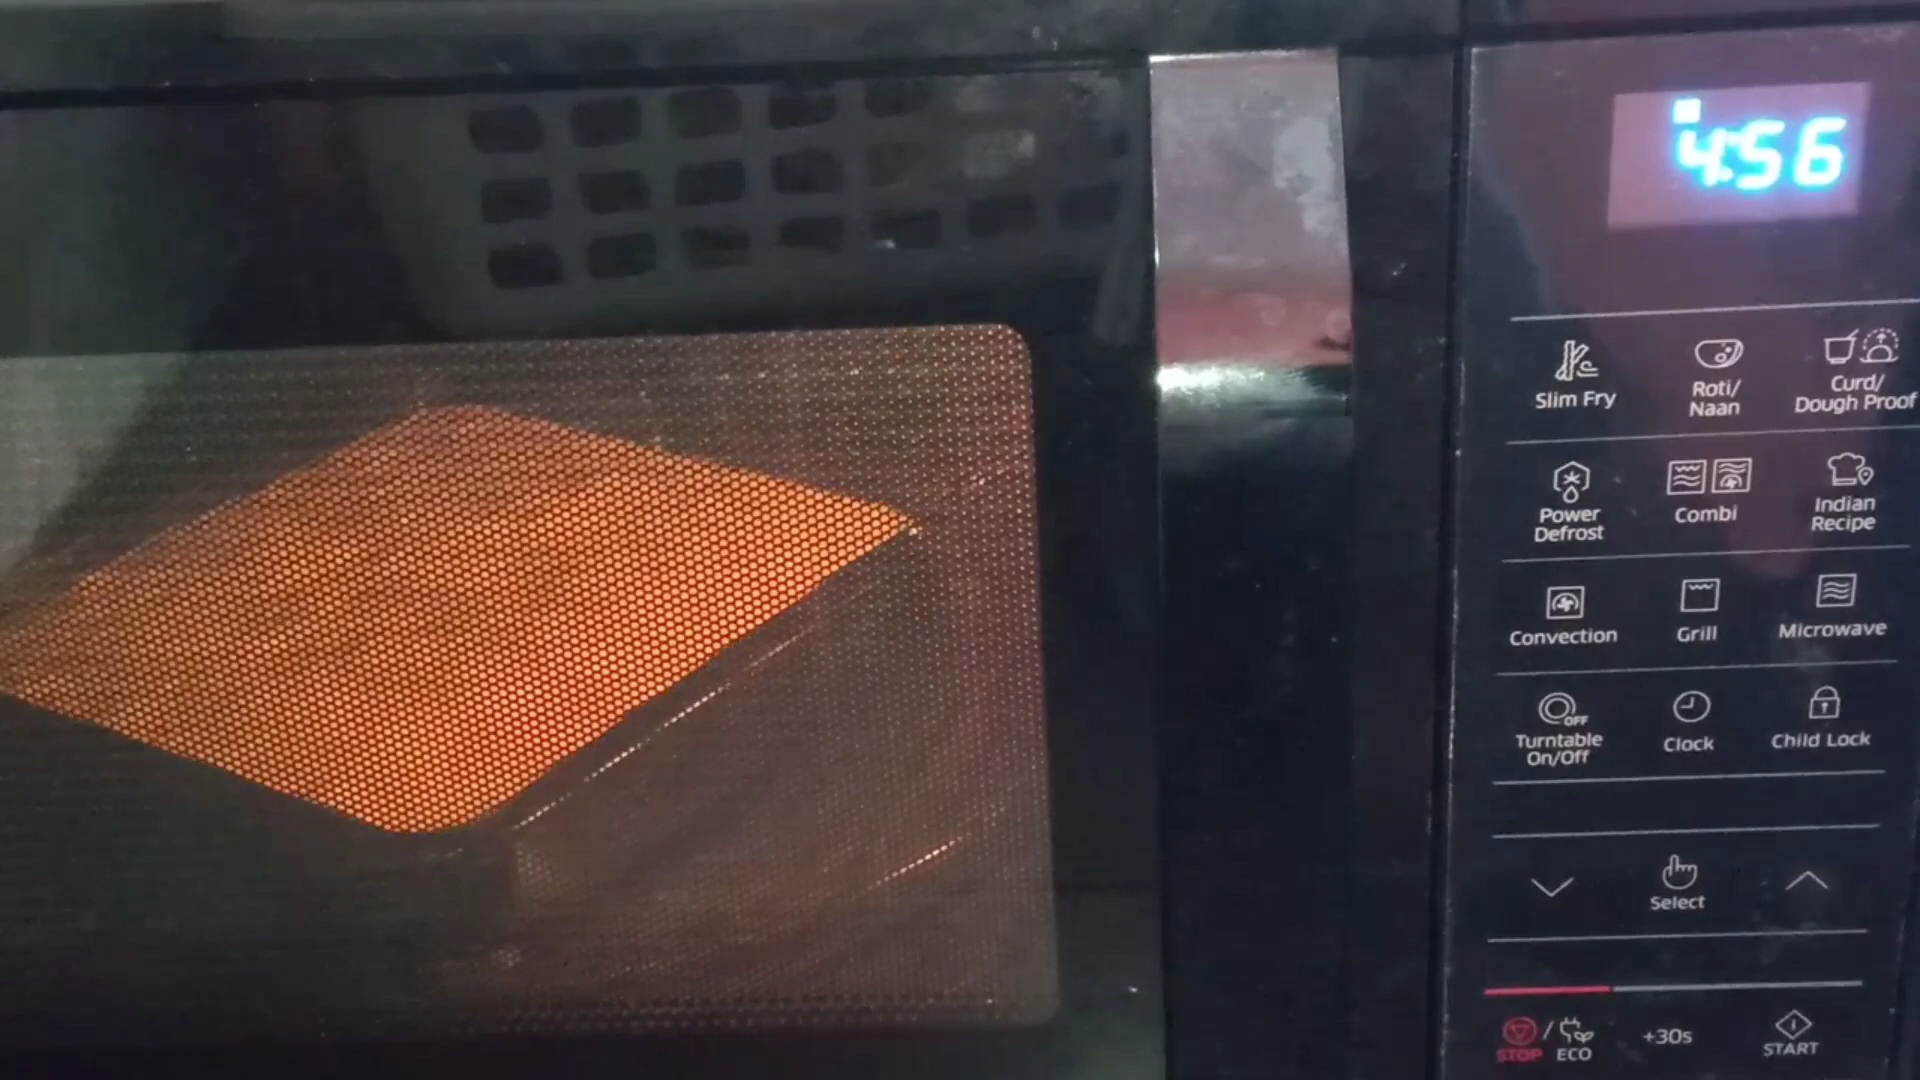 4:56
Slim Fry
Roti/
Naan
Curd/
Dough Proof
Power
Defrost
Combi
Indian
Recipe
Convection
Grill
Microwave
OFF
Turntable
On/Off
Clock
Child Lock
Select
STOP / ECO
+30s
START